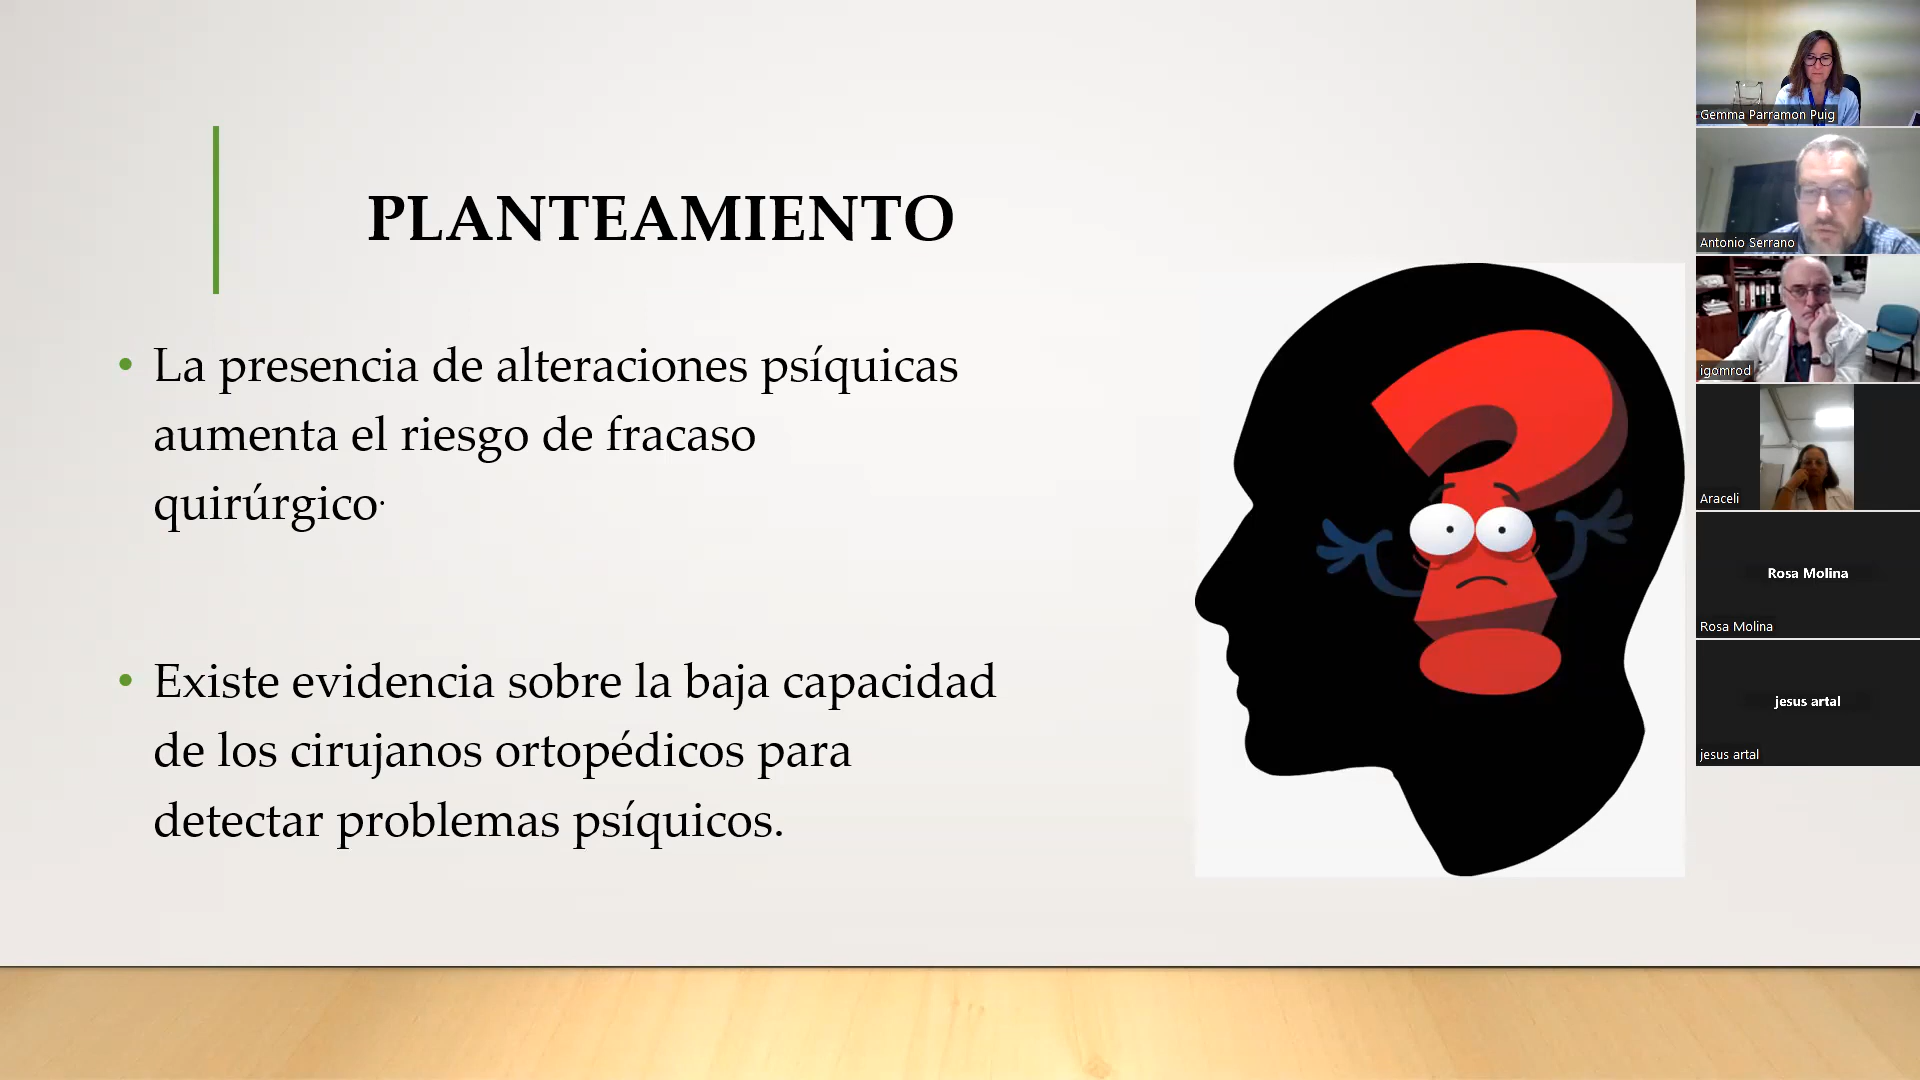 PLANTEAMIENTO
• La presencia de alteraciones psíquicas
aumenta el riesgo de fracaso
quirúrgico.
• Existe evidencia sobre la baja capacidad
de los cirujanos ortopédicos para
detectar problemas psíquicos.
Gemma Parramon Puig
Antonio Serrano
igomrod
Araceli
Rosa Molina
Rosa Molina
jesus artal
jesus artal